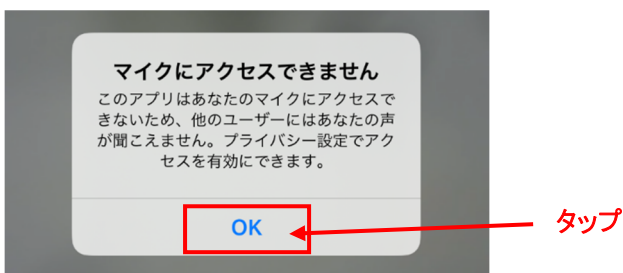 マイクにアクセスできません
このアプリはあなたのマイクにアクセスで
きないため、他のユーザーにはあなたの声
が聞こえません。プライバシー設定でアク
セスを有効にできます。
OK
タップ